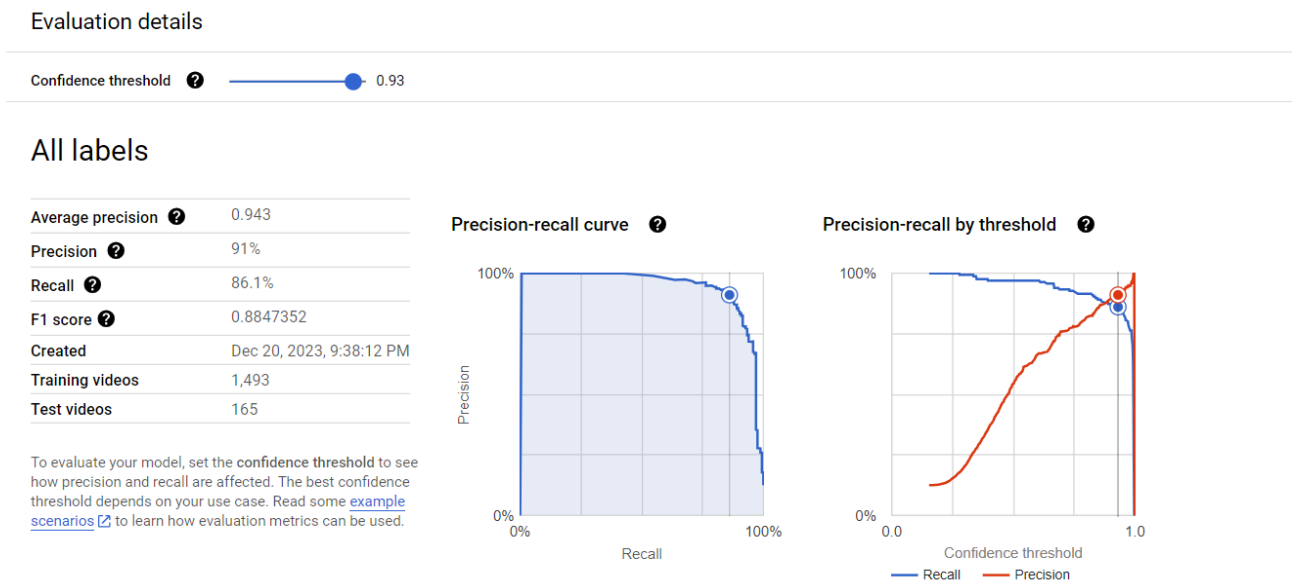 Evaluation details
Confidence threshold ? 0.93
All labels
Average precision ? 0.943
Precision ? 91%
Recall ? 86.1%
F1 score ? 0.8847352
Created Dec 20, 2023, 9:38:12 PM
Training videos 1,493
Test videos 165
To evaluate your model, set the confidence threshold to see
how precision and recall are affected. The best confidence
threshold depends on your use case. Read some example
scenarios to learn how evaluation metrics can be used.
Precision-recall curve ?
100%
Precision
0%
0% 100%
Recall
Precision-recall by threshold ?
100%
0%
0.0 1.0
Confidence threshold
Recall Precision